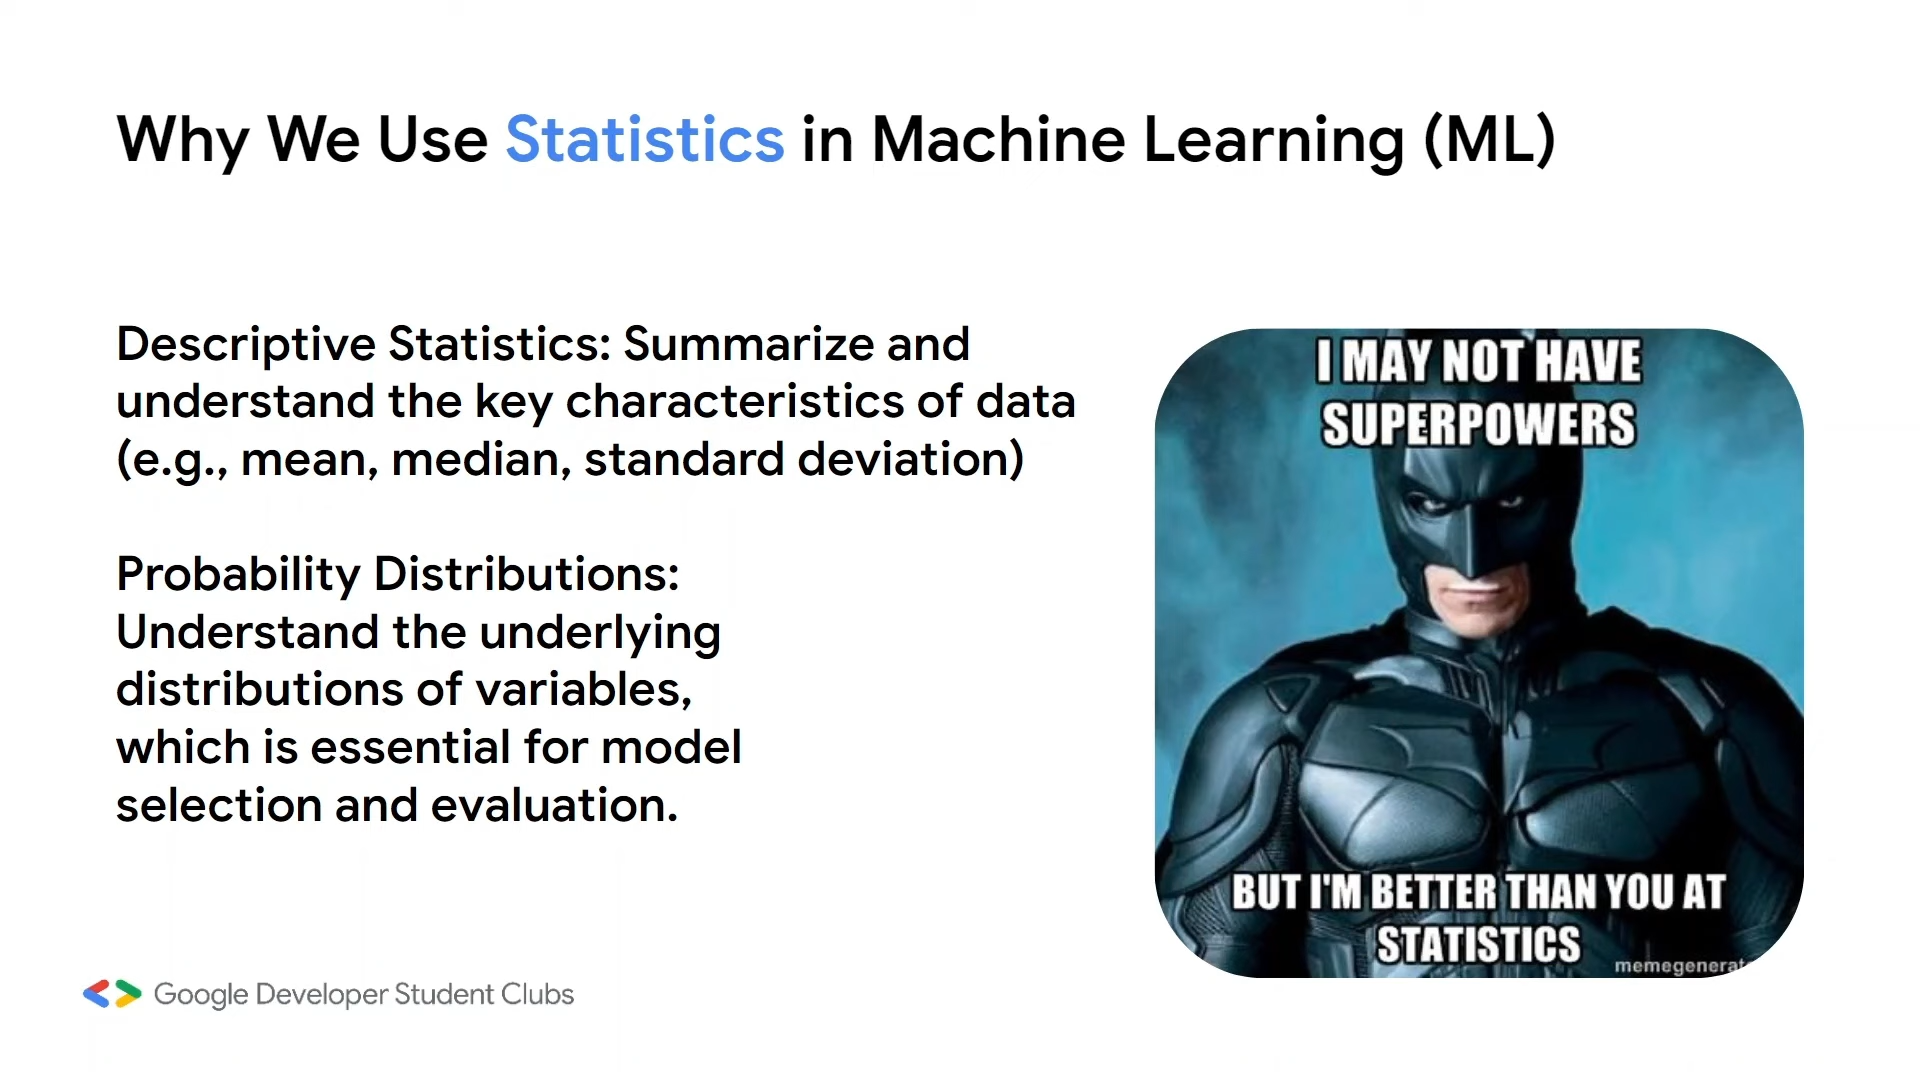 Why We Use Statistics in Machine Learning (ML)
Descriptive Statistics: Summarize and
understand the key characteristics of data
(e.g., mean, median, standard deviation)
Probability Distributions:
Understand the underlying
distributions of variables,
which is essential for model
selection and evaluation.
I MAY NOT HAVE
SUPERPOWERS
BUT I'M BETTER THAN YOU AT
STATISTICS
Google Developer Student Clubs